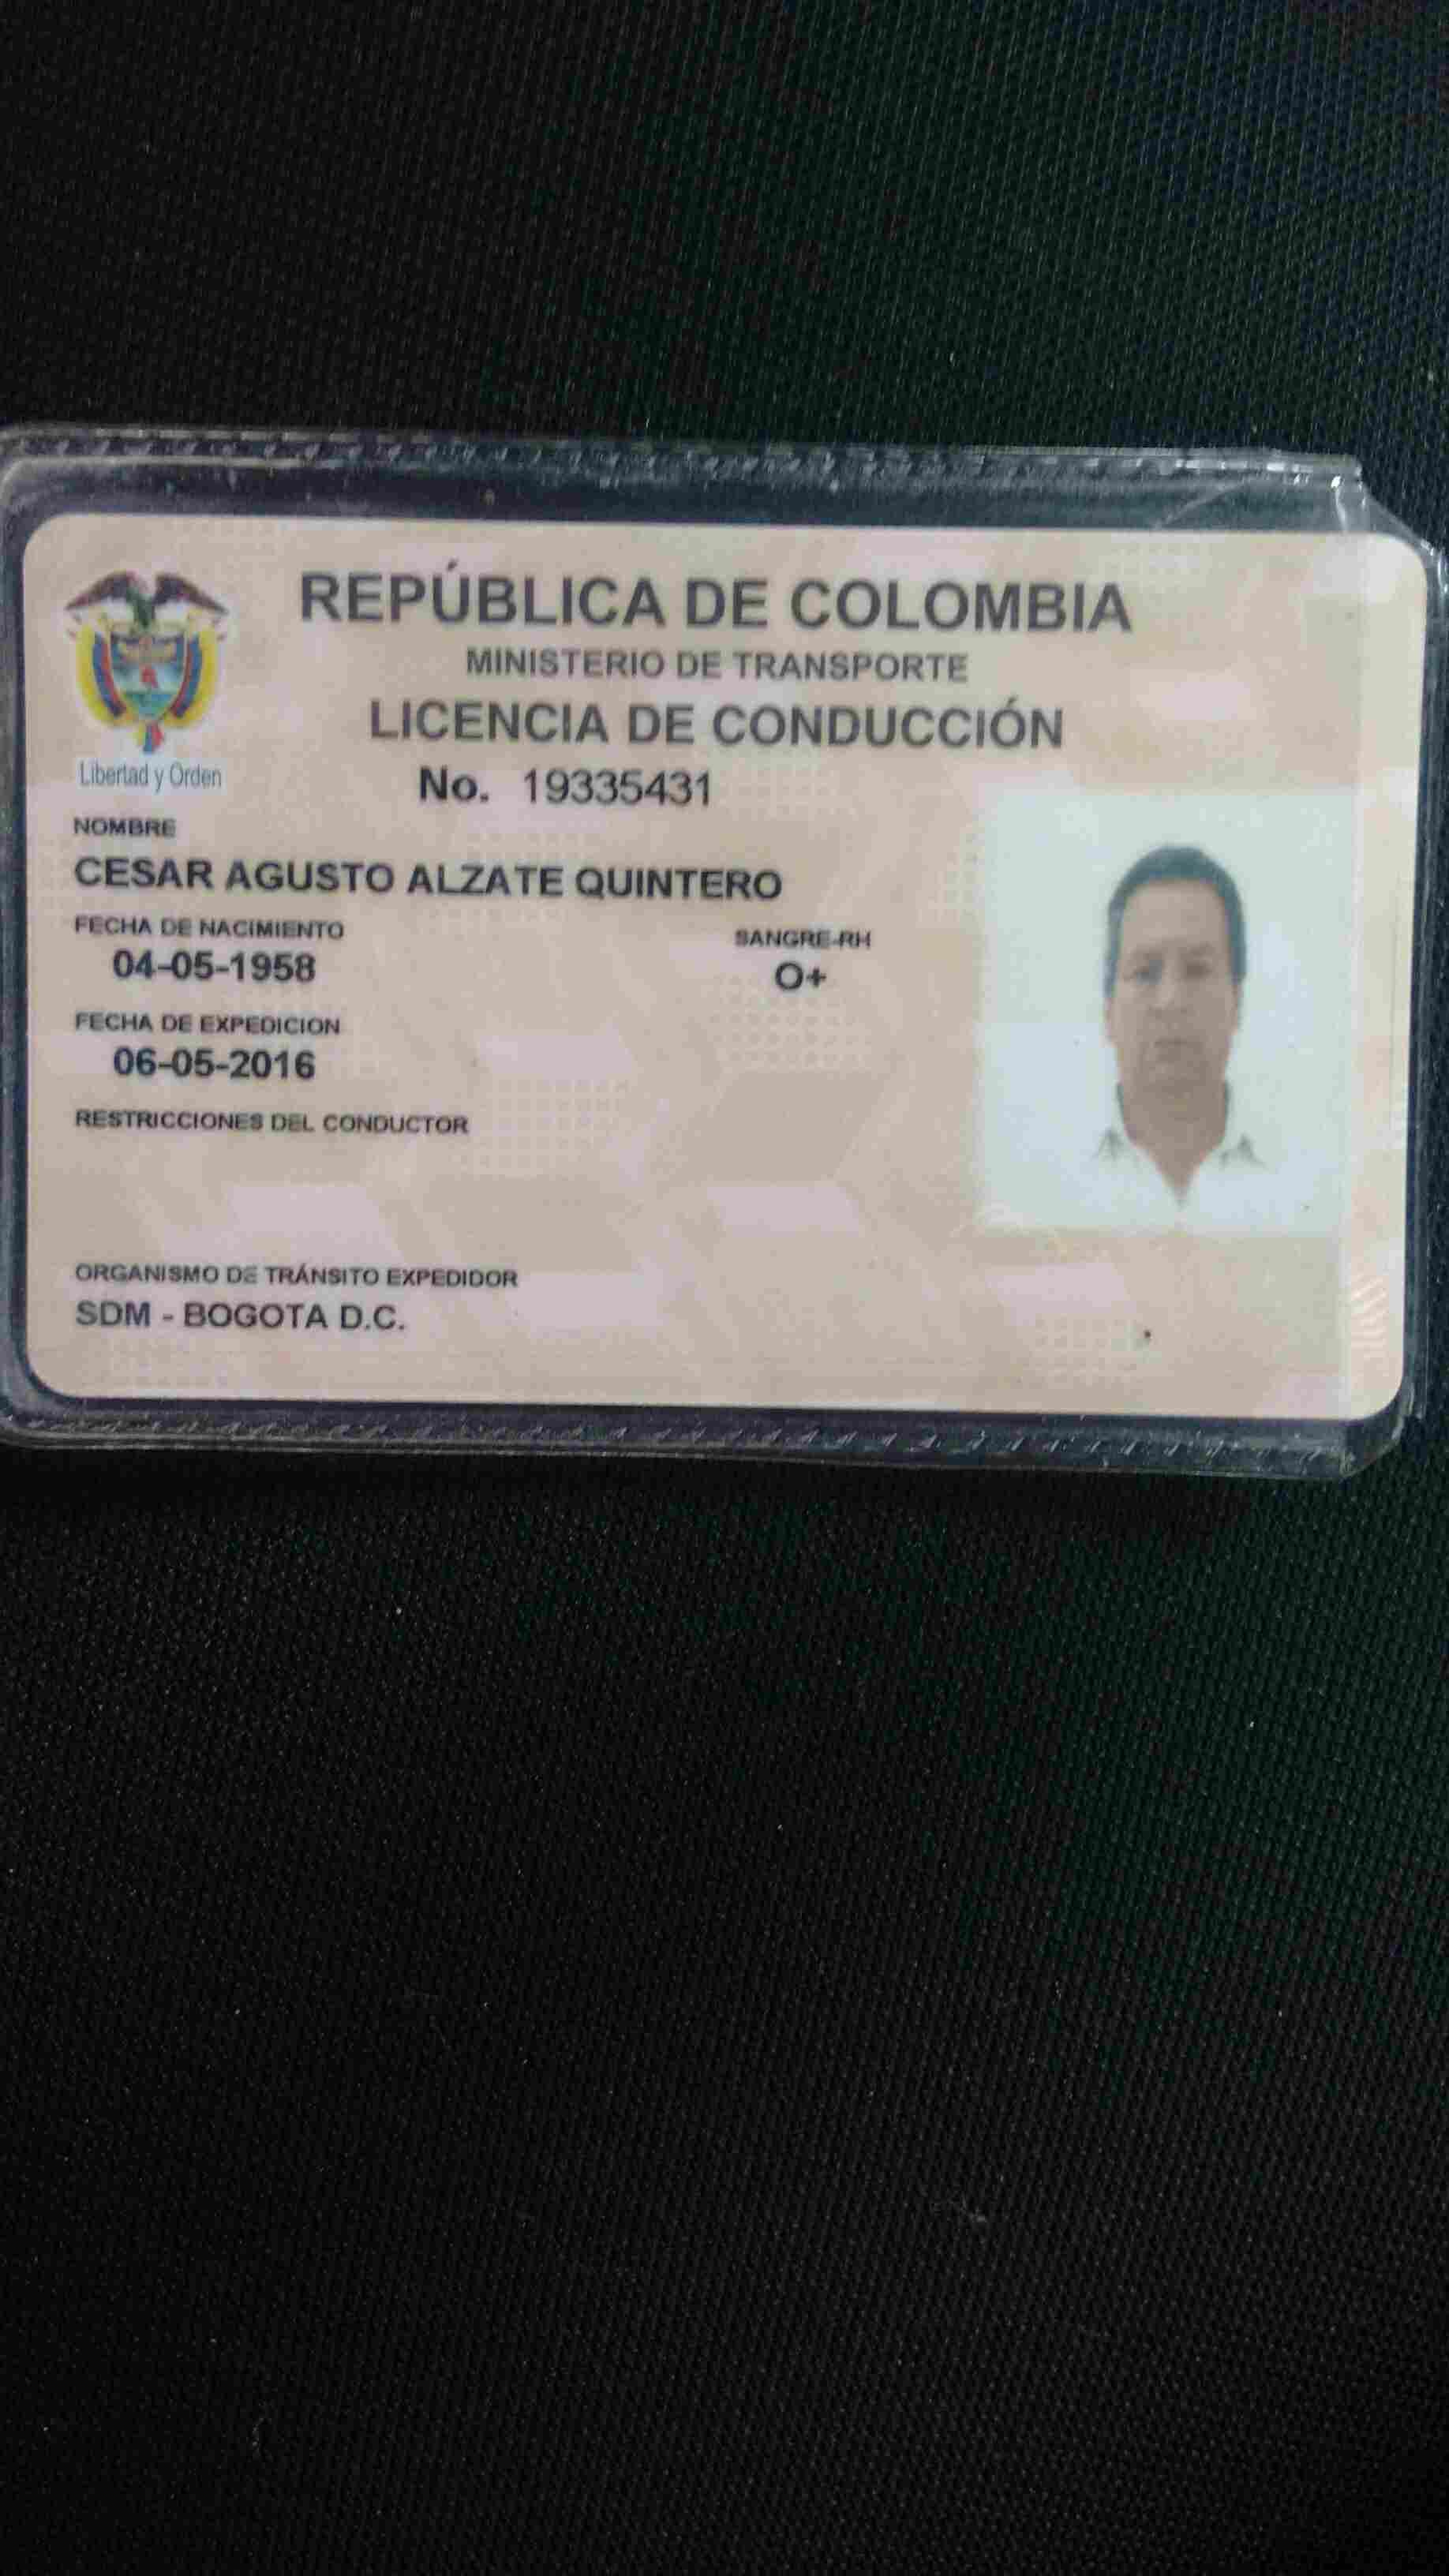 REPÚBLICA DE COLOMBIA
MINISTERIO DE TRANSPORTE
LICENCIA DE CONDUCCIÓN
Libertad y Orden
No. 19335431
NOMBRE
CESAR AGUSTO ALZATE QUINTERO
FECHA DE NACIMIENTO
04-05-1958
SANGRE-RH
O+
FECHA DE EXPEDICION
06-05-2016
RESTRICCIONES DEL CONDUCTOR
ORGANISMO DE TRÁNSITO EXPEDIDOR
SDM - BOGOTA D.C.